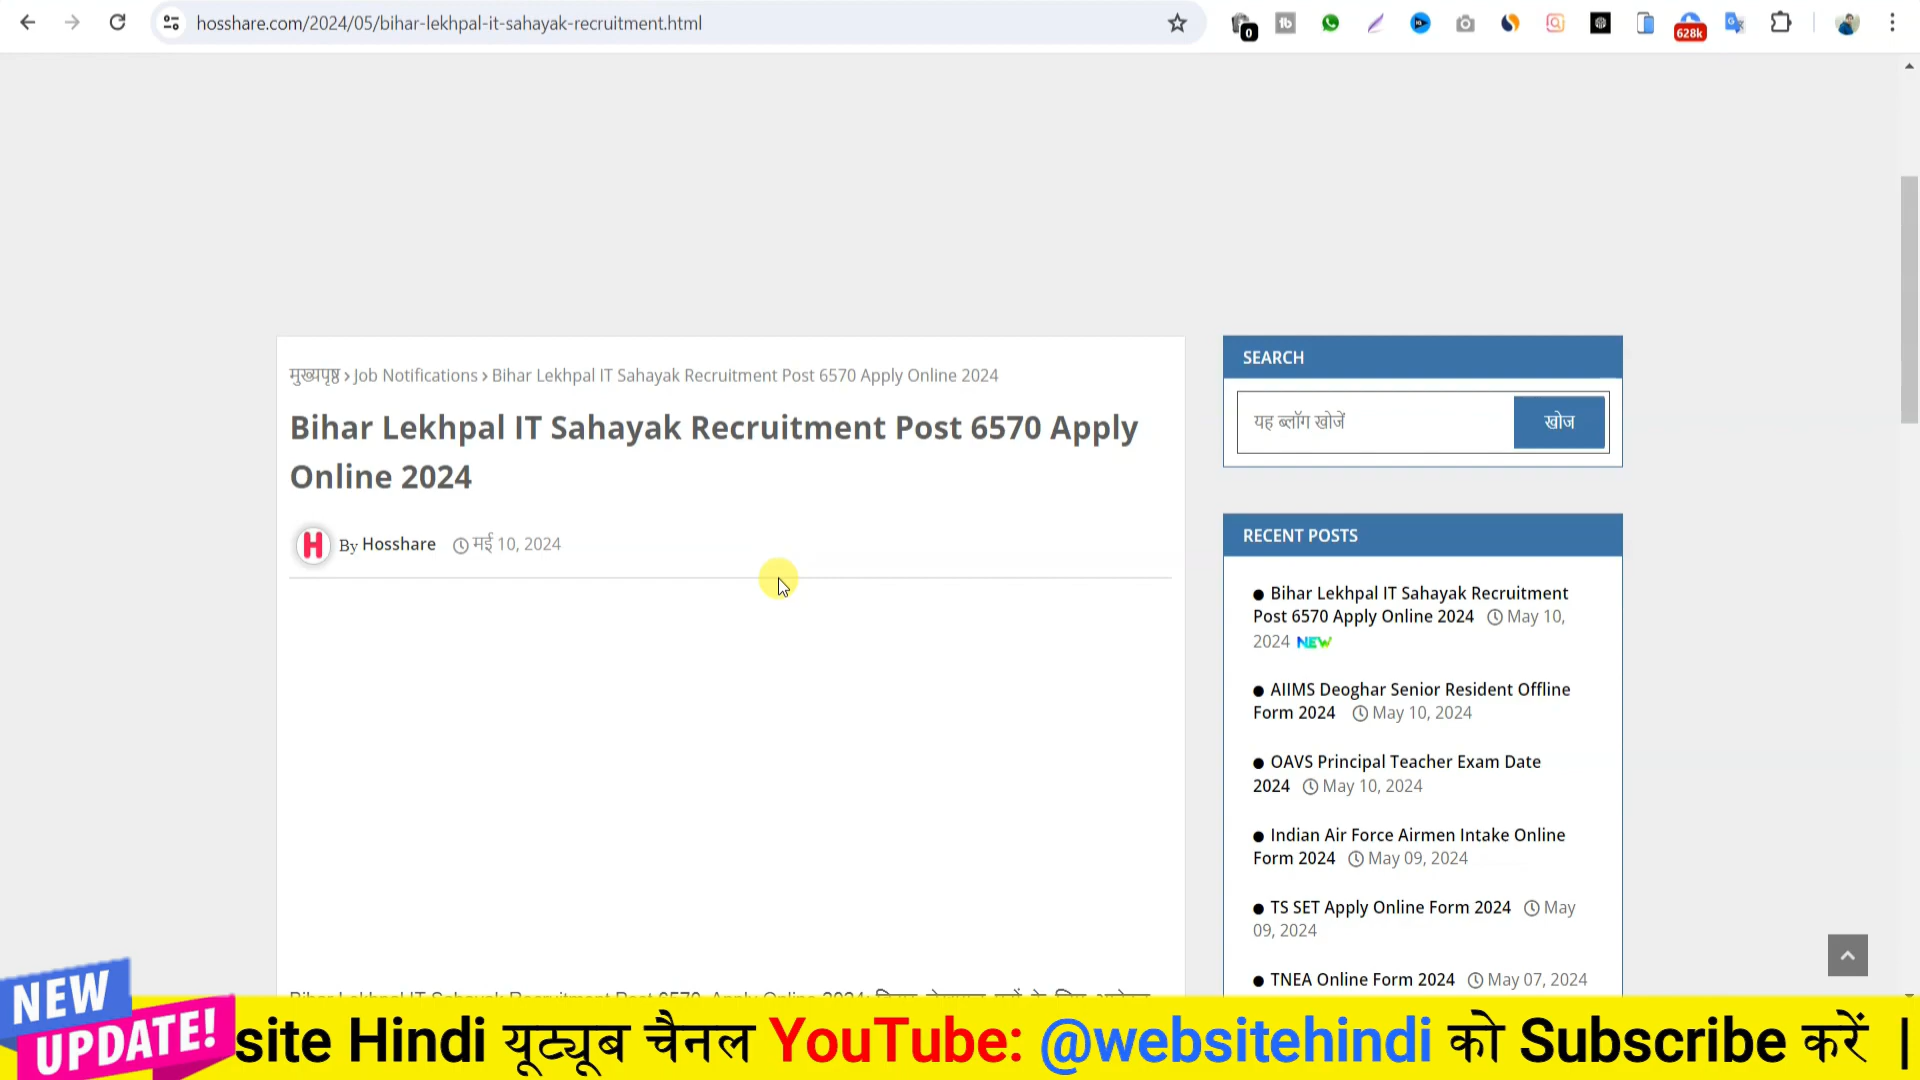 hosshare.com/2024/05/bihar-lekhpal-it-sahayak-recruitment.html
0
628k
मुख्यपृष्ठ › Job Notifications › Bihar Lekhpal IT Sahayak Recruitment Post 6570 Apply Online 2024
Bihar Lekhpal IT Sahayak Recruitment Post 6570 Apply
Online 2024
H By Hosshare मई 10, 2024
SEARCH
यह ब्लॉग खोजें
खोज
RECENT POSTS
Bihar Lekhpal IT Sahayak Recruitment
Post 6570 Apply Online 2024 May 10,
2024 NEW
AIIMS Deoghar Senior Resident Offline
Form 2024 May 10, 2024
OAVS Principal Teacher Exam Date
2024 May 10, 2024
Indian Air Force Airmen Intake Online
Form 2024 May 09, 2024
TS SET Apply Online Form 2024 May
09, 2024
TNEA Online Form 2024 May 07, 2024
NEW
UPDATE!
site Hindi यूट्यूब चैनल YouTube: @websitehindi को Subscribe करें |